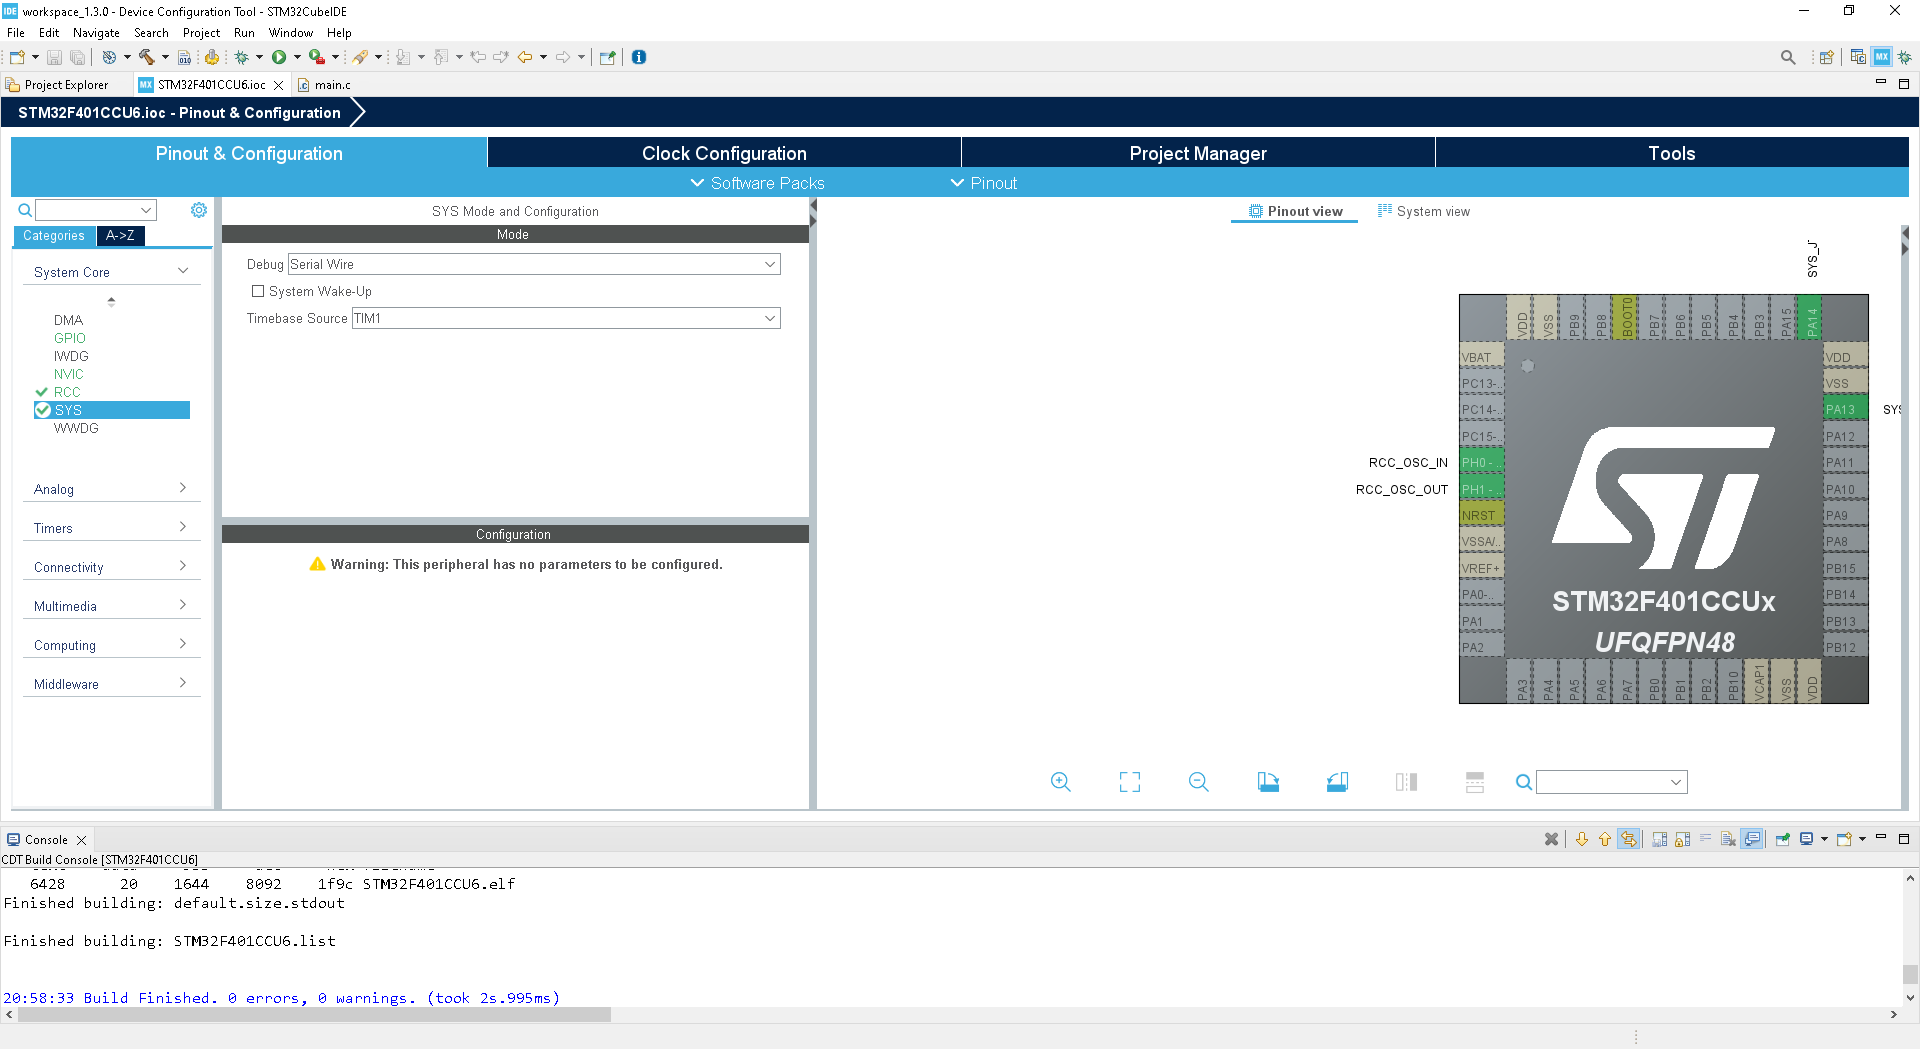 IDE workspace_1.3.0 - Device Configuration Tool - STM32CubeIDE
File Edit Navigate Search Project Run Window Help
Project Explorer
MX STM32F401CCU6.ioc
main.c
STM32F401CCU6.ioc - Pinout & Configuration
Pinout & Configuration
Clock Configuration
Project Manager
Tools
Software Packs
Pinout
Categories
A->Z
System Core
DMA
GPIO
IWDG
NVIC
RCC
SYS
WWDG
Analog
Timers
Connectivity
Multimedia
Computing
Middleware
SYS Mode and Configuration
Mode
Debug Serial Wire
System Wake-Up
Timebase Source TIM1
Configuration
Warning: This peripheral has no parameters to be configured.
Pinout view
System view
SYS_J
VDD VSS PB9 PB8 BOOT0 PB7 PB6 PB5 PB4 PB3 PA15 PA14
VBAT
PC13-..
PC14-..
PC15-..
RCC_OSC_IN PH0 - ..
RCC_OSC_OUT PH1 - ..
NRST
VSSA/..
VREF+
PA0-..
PA1
PA2
VDD
VSS
PA13 SYS
PA12
PA11
PA10
PA9
PA8
PB15
PB14
PB13
PB12
ST
STM32F401CCUx
UFQFPN48
PA3 PA4 PA5 PA6 PA7 PB0 PB1 PB2 PB10 VCAP1 VSS VDD
Console
CDT Build Console [STM32F401CCU6]
6428 20 1644 8092 1f9c STM32F401CCU6.elf
Finished building: default.size.stdout
Finished building: STM32F401CCU6.list
20:58:33 Build Finished. 0 errors, 0 warnings. (took 2s.995ms)